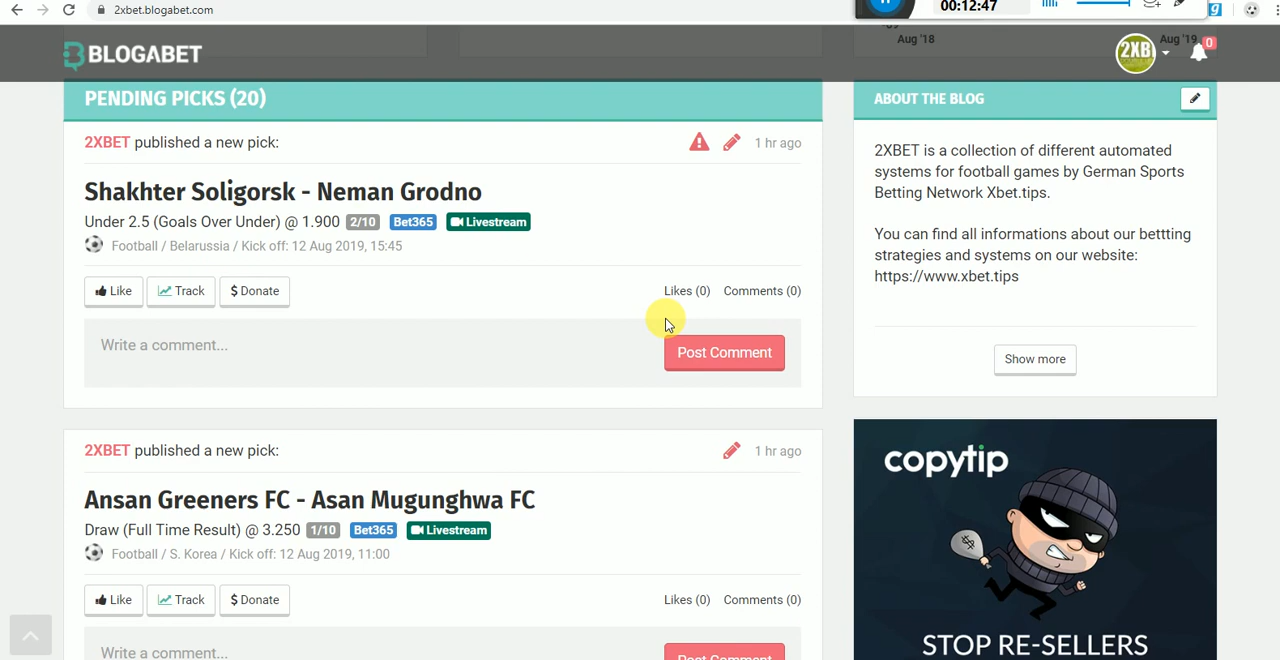 2xbet.blogabet.com
00:12:47
Aug '18
Aug '19
BLOGABET
2XB
0
PENDING PICKS (20)
2XBET published a new pick:
1 hr ago
Shakhter Soligorsk - Neman Grodno
Under 2.5 (Goals Over Under) @ 1.900 2/10 Bet365 Livestream
Football / Belarussia / Kick off: 12 Aug 2019, 15:45
Like Track $ Donate
Likes (0) Comments (0)
Write a comment...
Post Comment
2XBET published a new pick:
1 hr ago
Ansan Greeners FC - Asan Mugunghwa FC
Draw (Full Time Result) @ 3.250 1/10 Bet365 Livestream
Football / S. Korea / Kick off: 12 Aug 2019, 11:00
Like Track $ Donate
Likes (0) Comments (0)
Write a comment...
Post Comment
ABOUT THE BLOG
2XBET is a collection of different automated
systems for football games by German Sports
Betting Network Xbet.tips.
You can find all informations about our bettting
strategies and systems on our website:
https://www.xbet.tips
Show more
copytip
$
STOP RE-SELLERS